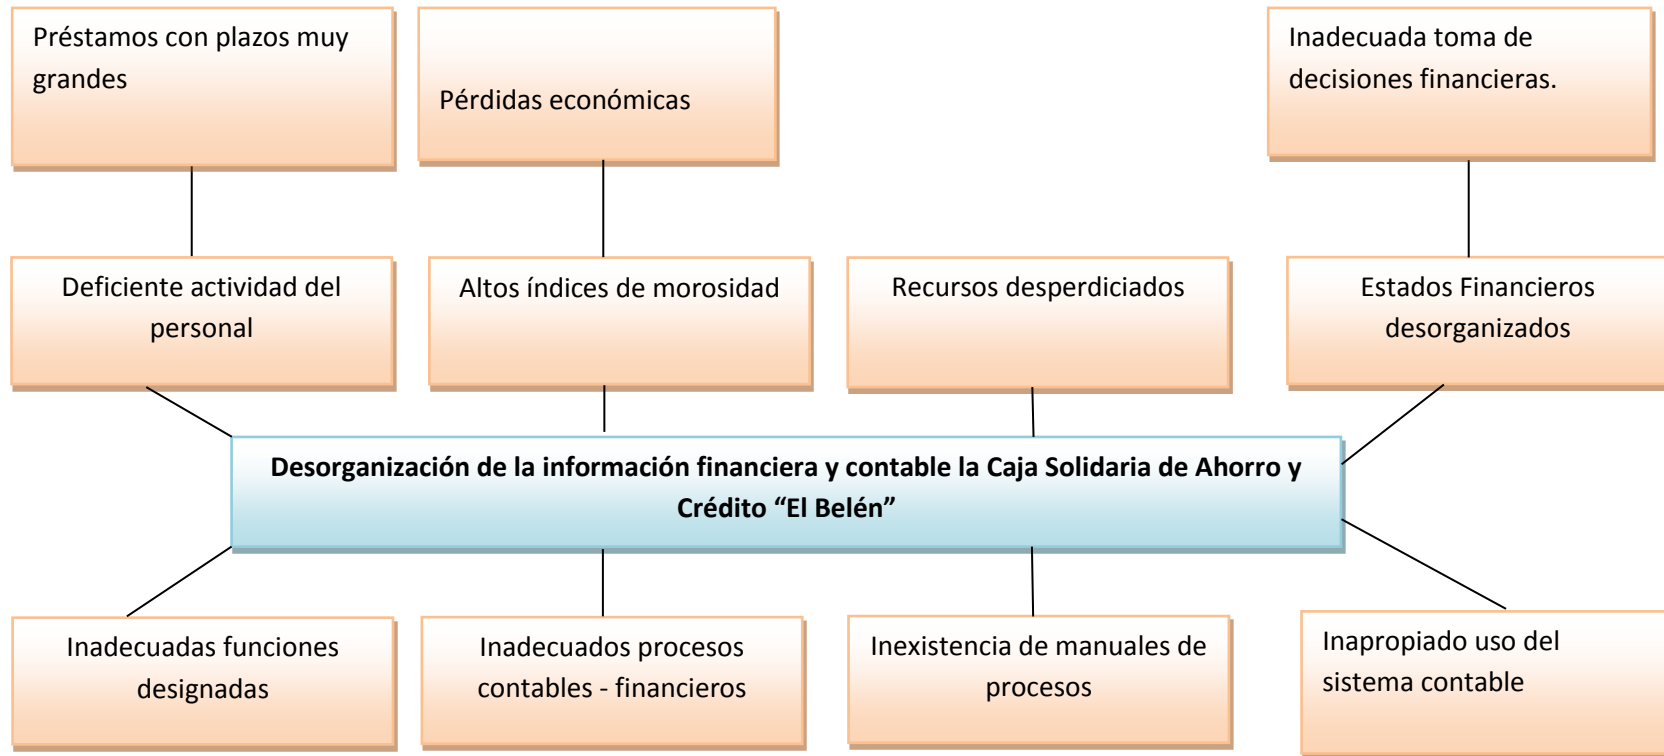 Préstamos con plazos muy
grandes
Pérdidas económicas
Inadecuada toma de
decisiones financieras.
Deficiente actividad del
personal
Altos índices de morosidad
Recursos desperdiciados
Estados Financieros
desorganizados
Desorganización de la información financiera y contable la Caja Solidaria de Ahorro y
Crédito “El Belén”
Inadecuadas funciones
designadas
Inadecuados procesos
contables - financieros
Inexistencia de manuales de
procesos
Inapropiado uso del
sistema contable